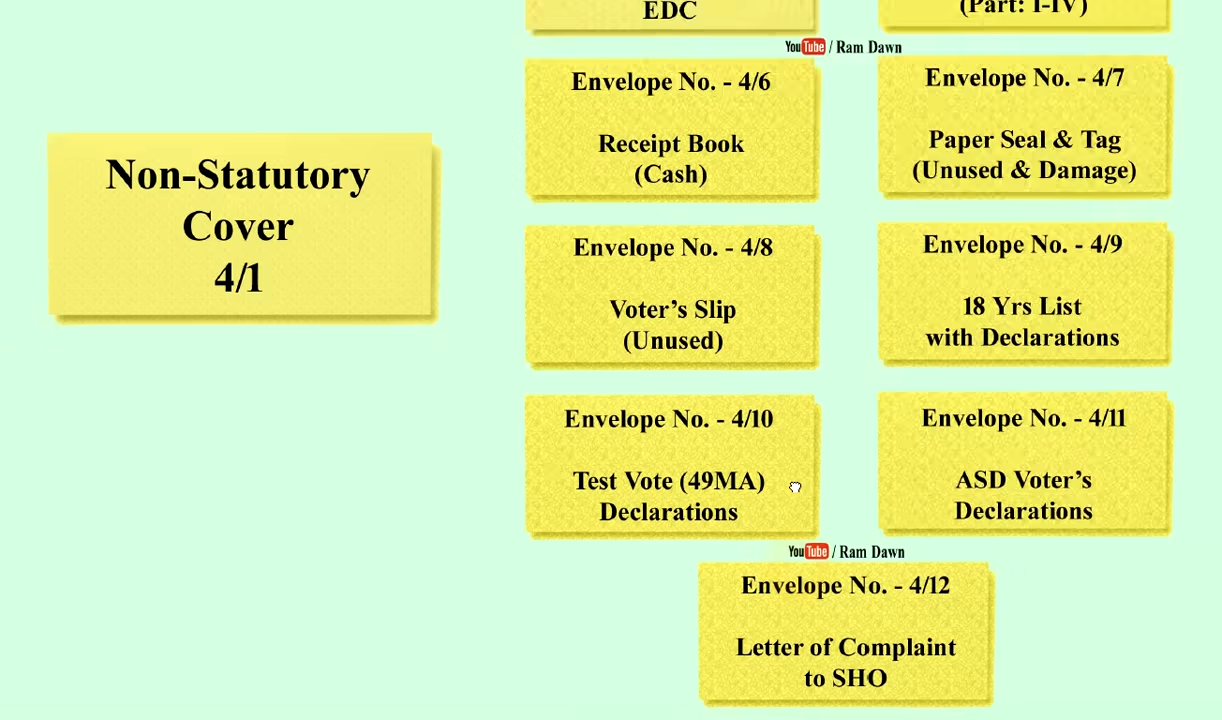 EDC
(Part: I-IV)
YouTube / Ram Dawn
Non-Statutory
Cover
4/1
Envelope No. - 4/6
Receipt Book
(Cash)
Envelope No. - 4/7
Paper Seal & Tag
(Unused & Damage)
Envelope No. - 4/8
Voter’s Slip
(Unused)
Envelope No. - 4/9
18 Yrs List
with Declarations
Envelope No. - 4/10
Test Vote (49MA)
Declarations
Envelope No. - 4/11
ASD Voter’s
Declarations
YouTube / Ram Dawn
Envelope No. - 4/12
Letter of Complaint
to SHO